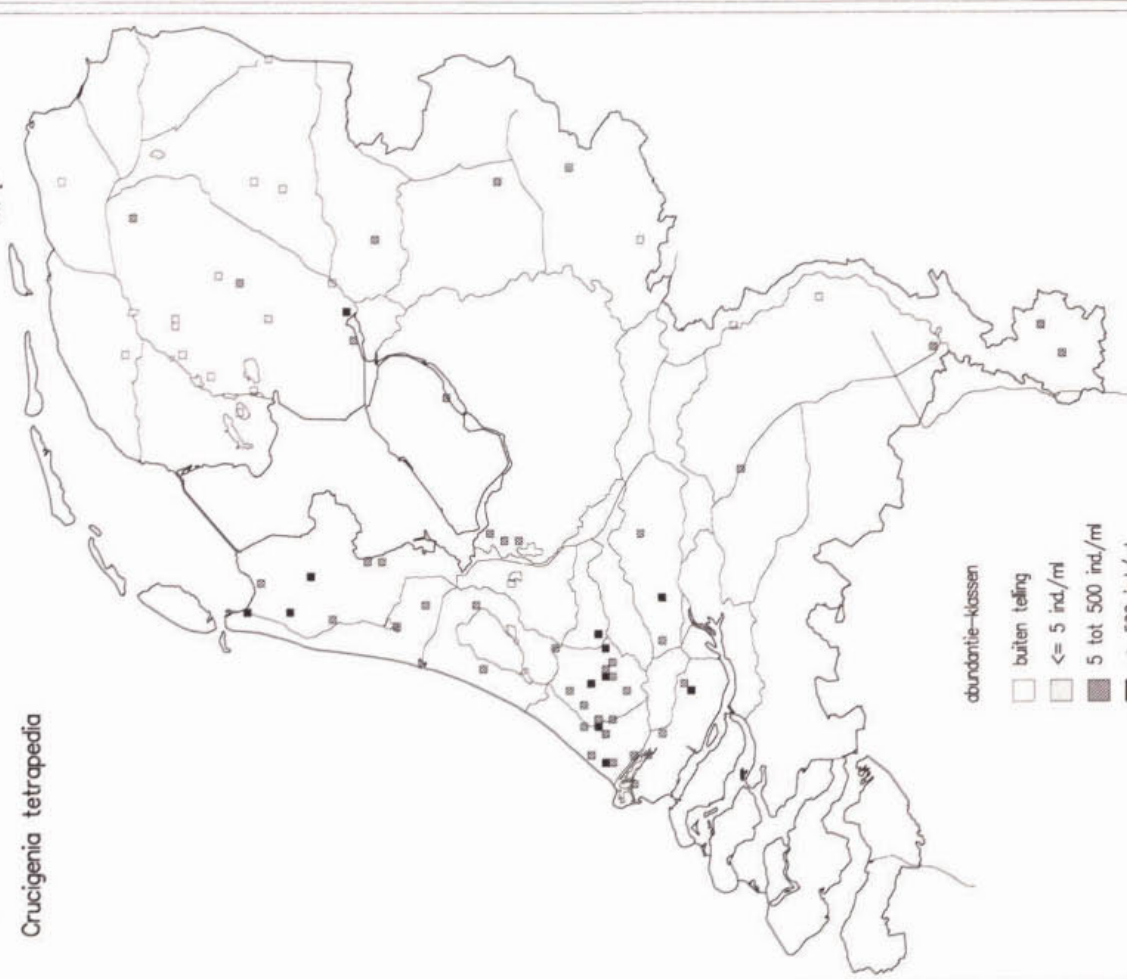 Crucigenia tetrapedia
abundantie-klassen
buiten telling
<= 5 ind./ml
5 tot 500 ind./ml